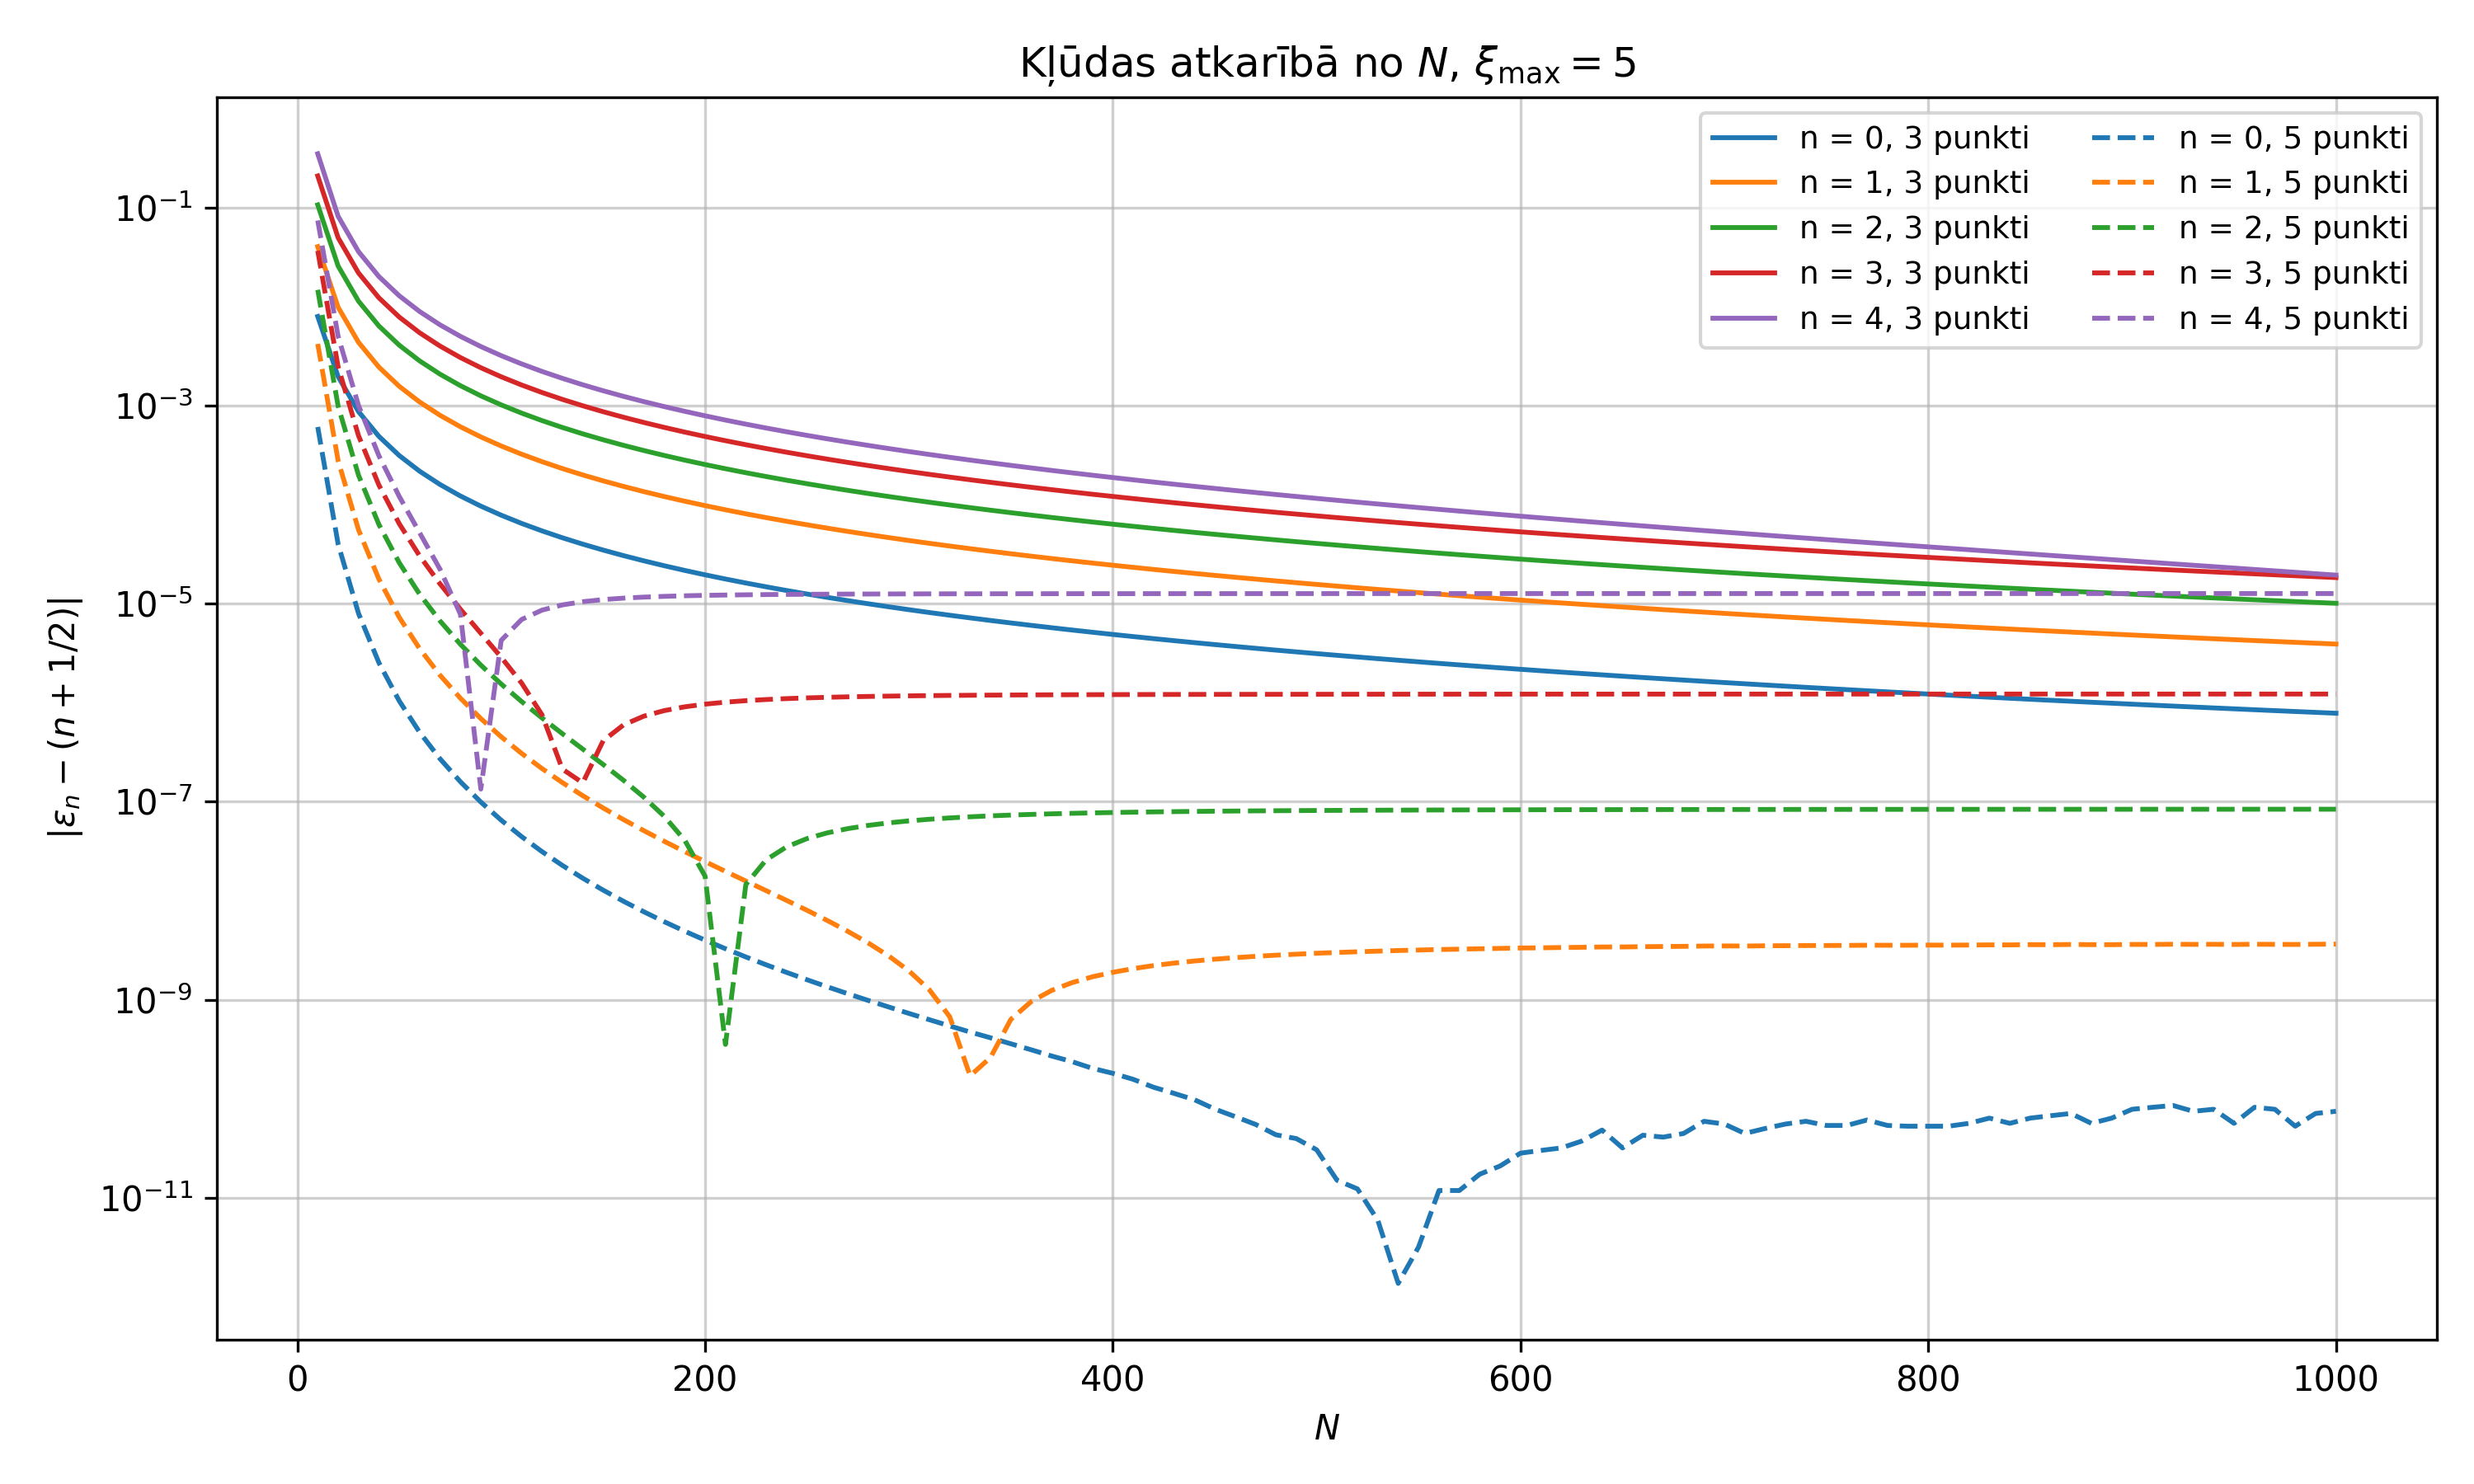 Kļūdas atkarībā no N, ξmax = 5
n = 0, 3 punkti
n = 1, 3 punkti
n = 2, 3 punkti
n = 3, 3 punkti
n = 4, 3 punkti
n = 0, 5 punkti
n = 1, 5 punkti
n = 2, 5 punkti
n = 3, 5 punkti
n = 4, 5 punkti
|εn − (n + 1/2)|
10⁻¹
10⁻³
10⁻⁵
10⁻⁷
10⁻⁹
10⁻¹¹
0 200 400 600 800 1000
N